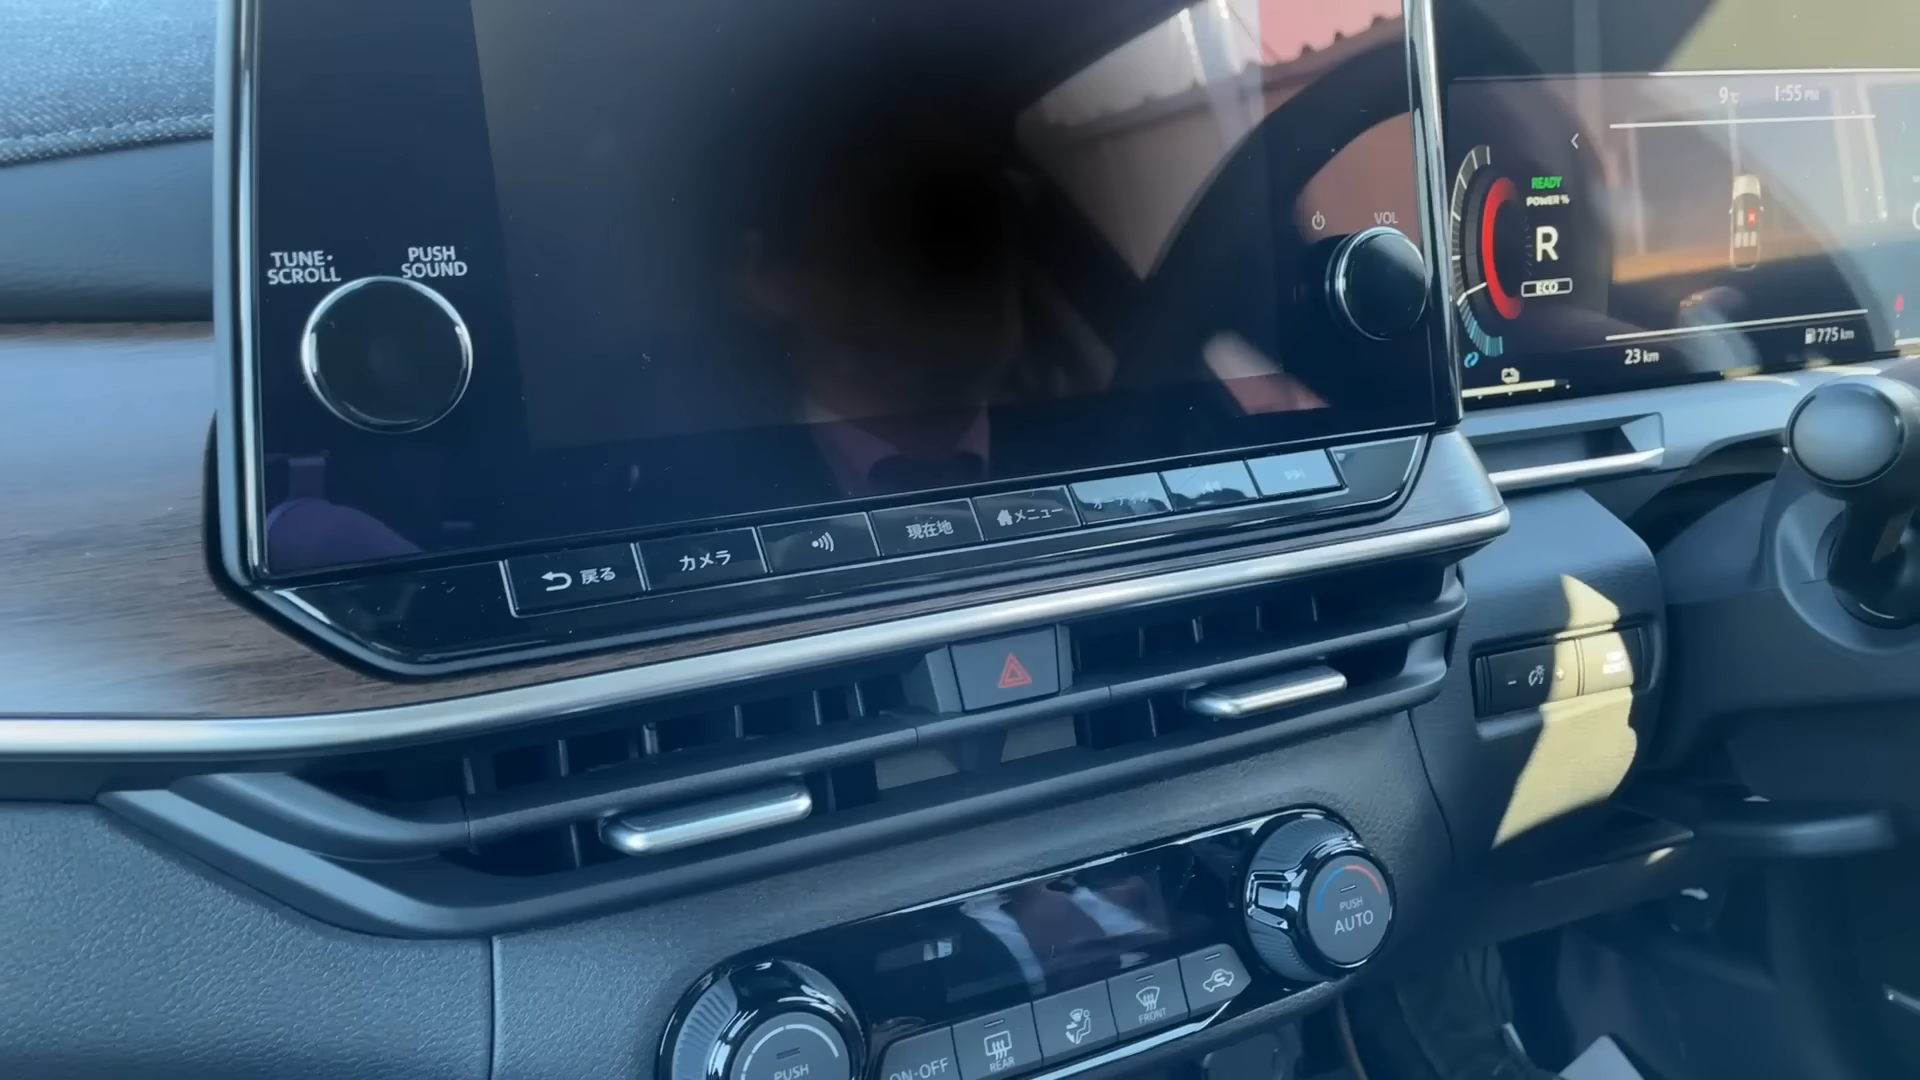 9℃ 1:55 PM
READY
POWER %
R
ECO
775 km
23 km
TUNE・
SCROLL
PUSH
SOUND
VOL
戻る
カメラ
現在地
メニュー
オーディオ
PUSH
AUTO
FRONT
REAR
ON·OFF
PUSH